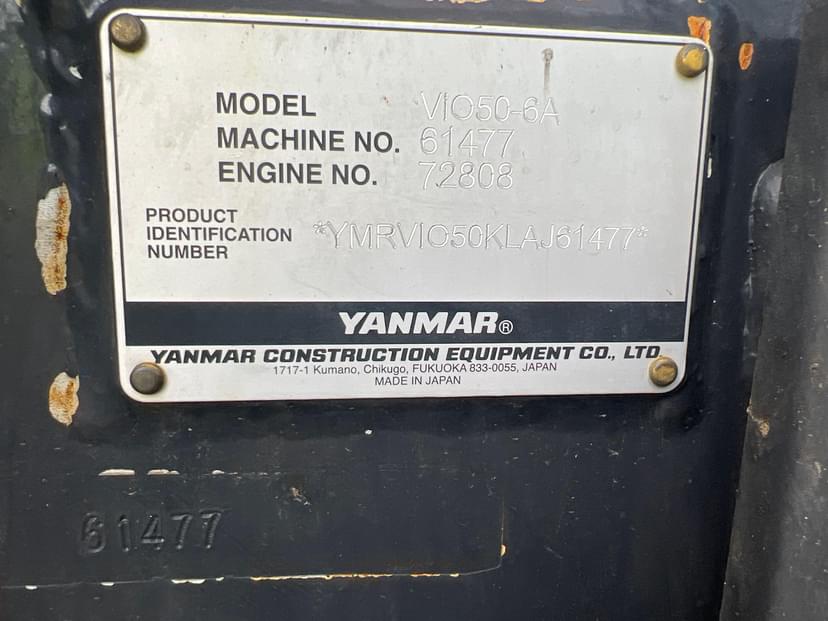 MODEL VIO50-6A
MACHINE NO. 61477
ENGINE NO. 72808
PRODUCT
IDENTIFICATION
NUMBER
*YMRVIO50KLAJ61477*
YANMAR®
YANMAR CONSTRUCTION EQUIPMENT CO., LTD
1717-1 Kumano, Chikugo, FUKUOKA 833-0055, JAPAN
MADE IN JAPAN
61477